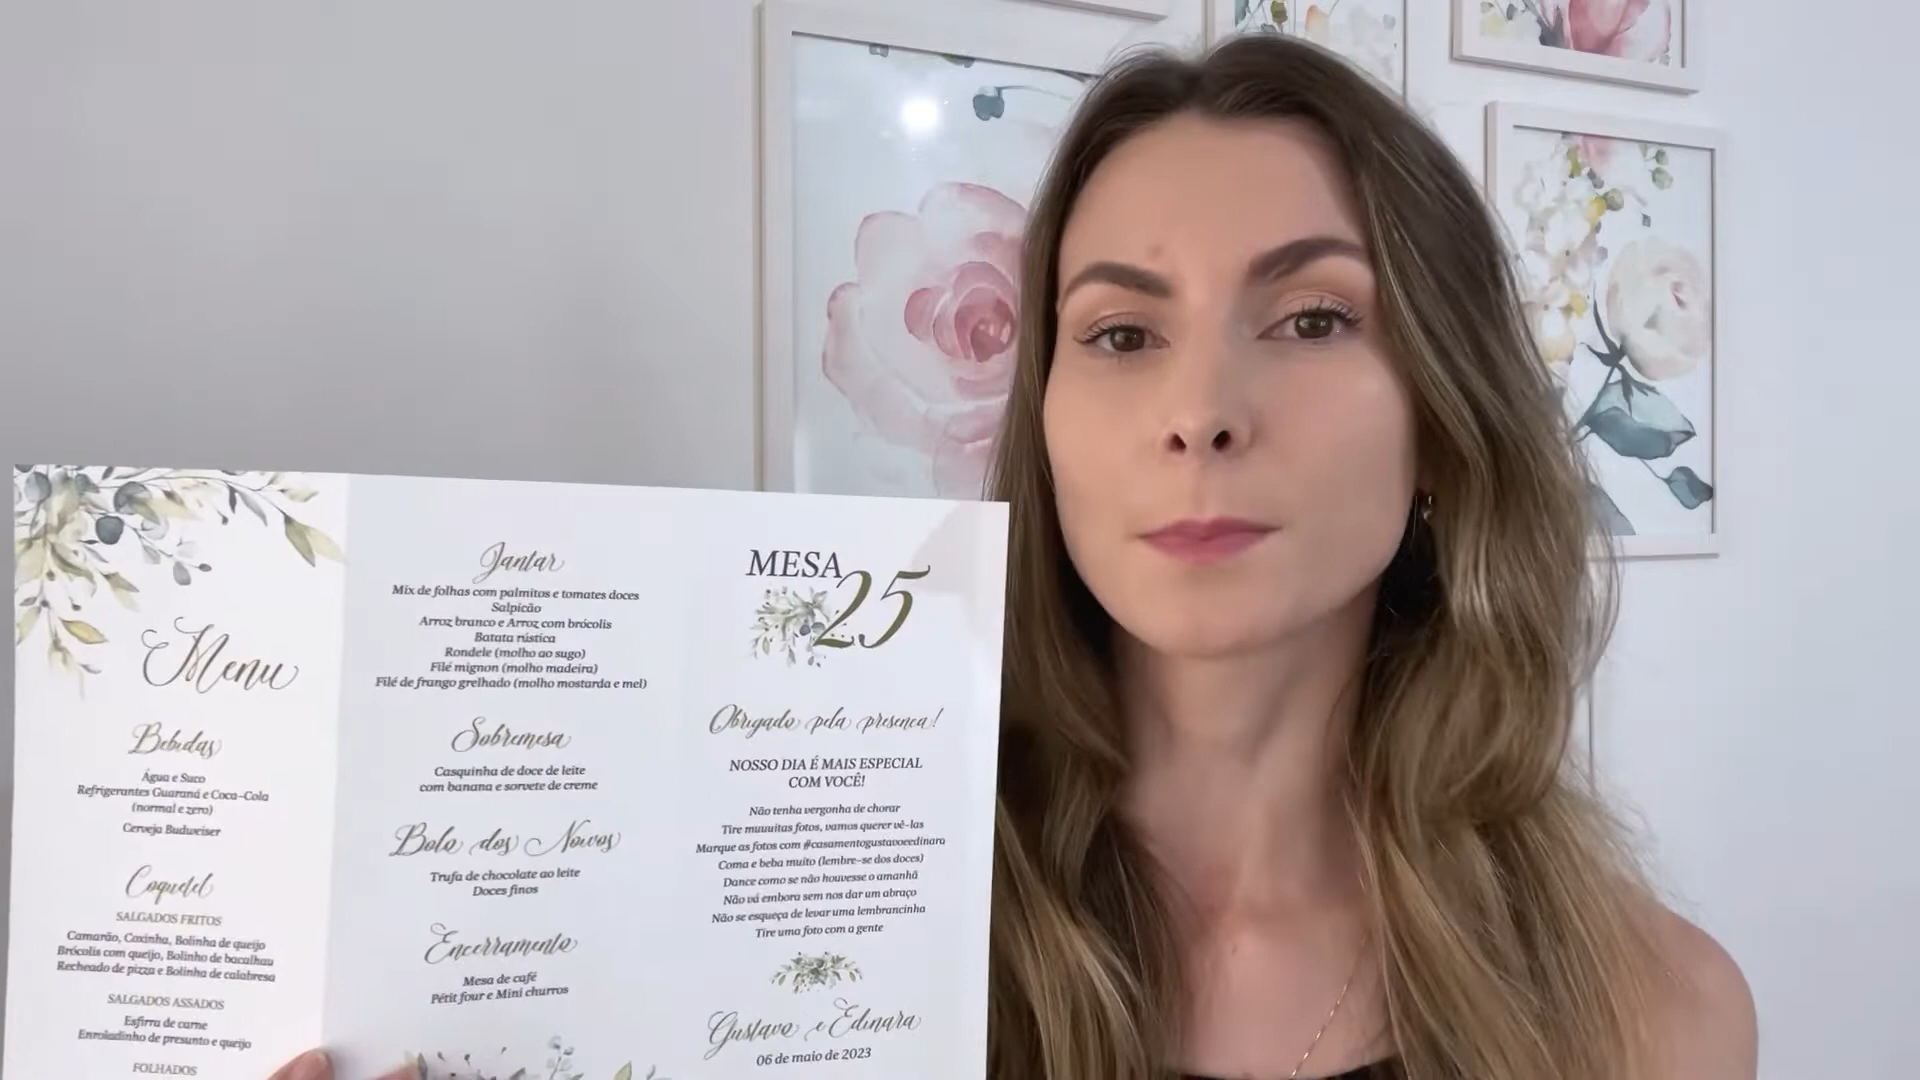 Menu
Bebidas
Água e Suco
Refrigerantes Guaraná e Coca-Cola
(normal e zero)
Cerveja Budweiser
Coquetel
SALGADOS FRITOS
Camarão, Coxinha, Bolinha de queijo
Brócolis com queijo, Bolinho de bacalhau
Recheado de pizza e Bolinha de calabresa
SALGADOS ASSADOS
Esfirra de carne
Enroladinho de presunto e queijo
FOLHADOS
Jantar
Mix de folhas com palmitos e tomates doces
Salpicão
Arroz branco e Arroz com brócolis
Batata rústica
Rondele (molho ao sugo)
Filé mignon (molho madeira)
Filé de frango grelhado (molho mostarda e mel)
Sobremesa
Casquinha de doce de leite
com banana e sorvete de creme
Bolo dos Noivos
Trufa de chocolate ao leite
Doces finos
Encerramento
Mesa de café
Pétit four e Mini churros
MESA
25
Obrigado pela presença!
NOSSO DIA É MAIS ESPECIAL
COM VOCÊ!
Não tenha vergonha de chorar
Tire muuuitas fotos, vamos querer vê-las
Marque as fotos com #casamentogustavoeedinara
Coma e beba muito (lembre-se dos doces)
Dance como se não houvesse o amanhã
Não vá embora sem nos dar um abraço
Não se esqueça de levar uma lembrancinha
Tire uma foto com a gente
Gustavo e Edinara
06 de maio de 2023